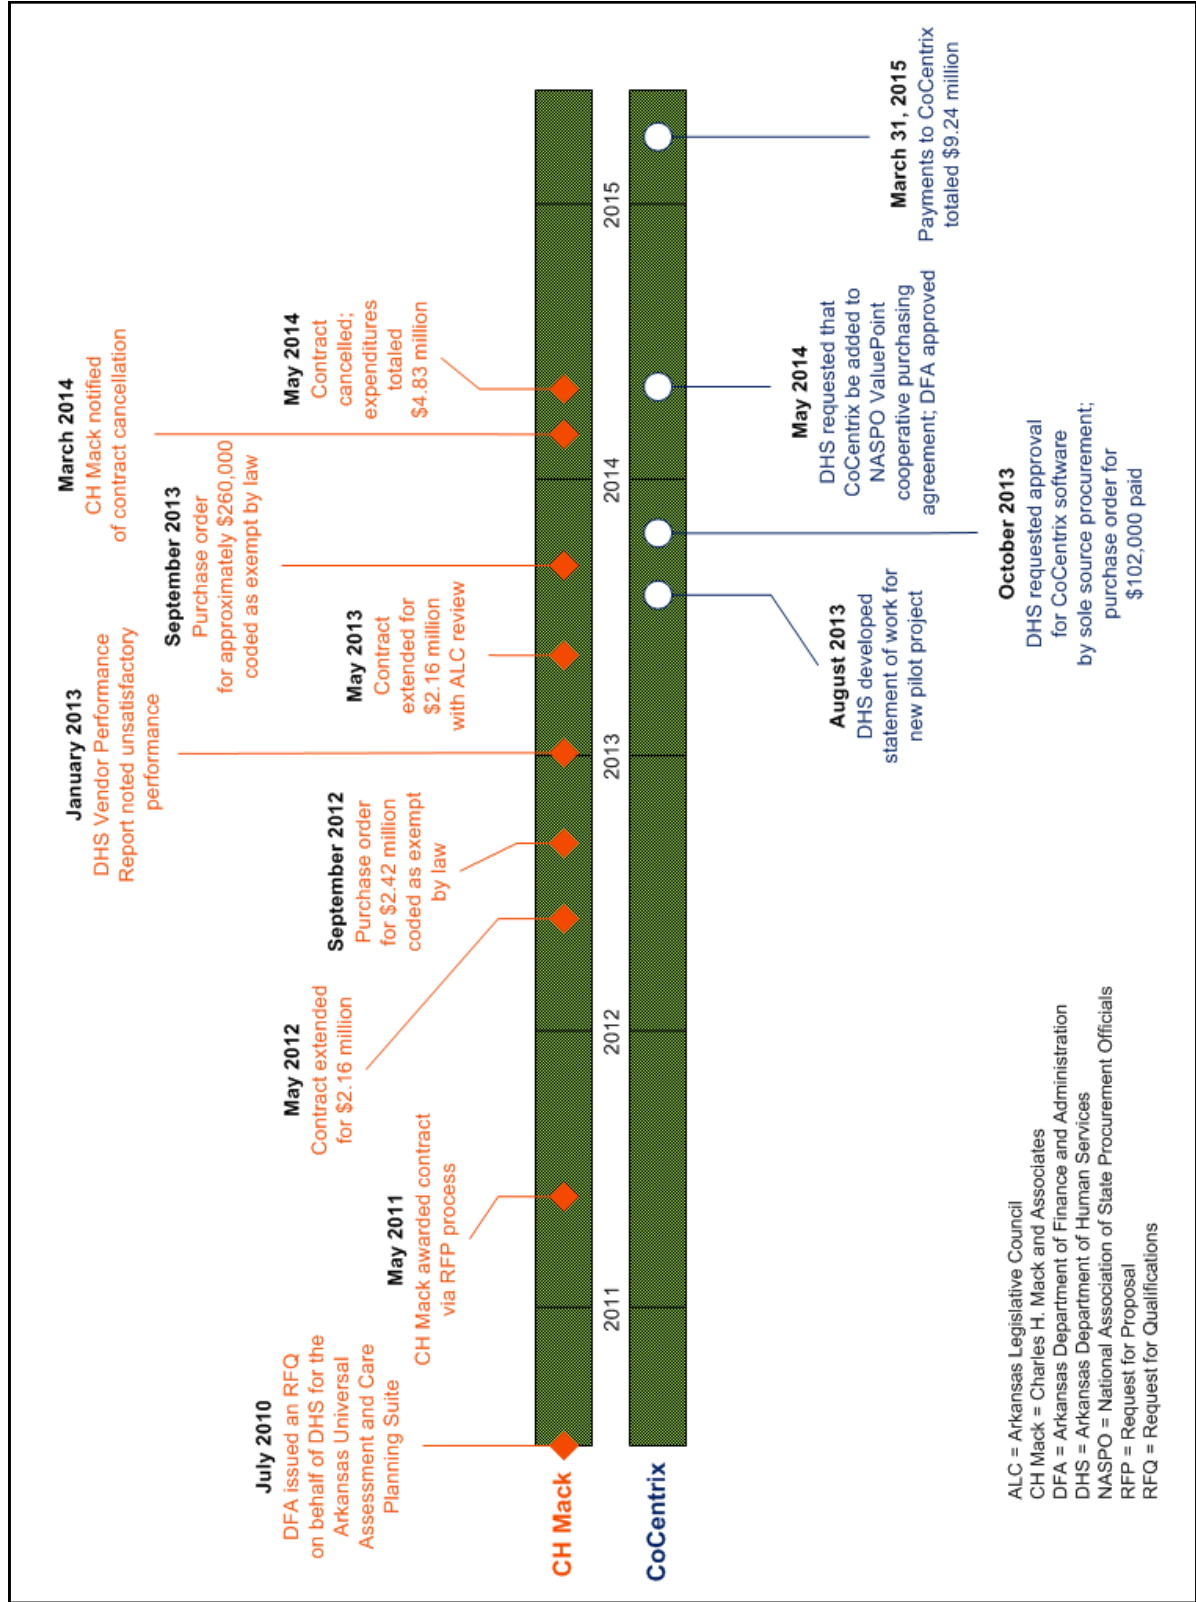 March 2014
CH Mack notified
of contract cancellation
January 2013
DHS Vendor Performance
Report noted unsatisfactory
performance
September 2013
Purchase order
for approximately $260,000
coded as exempt by law
July 2010
DFA issued an RFQ
on behalf of DHS for the
Arkansas Universal
Assessment and Care
Planning Suite
May 2012
Contract extended
for $2.16 million
September 2012
Purchase order
for $2.42 million
coded as exempt
by law
May 2013
Contract
extended for
$2.16 million
with ALC review
May 2014
Contract
cancelled;
expenditures
totaled
$4.83 million
May 2011
CH Mack awarded contract
via RFP process
CH Mack
2011
2012
2013
2014
2015
CoCentrix
August 2013
DHS developed
statement of work for
new pilot project
May 2014
DHS requested that
CoCentrix be added to
NASPO ValuePoint
cooperative purchasing
agreement; DFA approved
March 31, 2015
Payments to CoCentrix
totaled $9.24 million
October 2013
DHS requested approval
for CoCentrix software
by sole source procurement;
purchase order for
$102,000 paid
ALC = Arkansas Legislative Council
CH Mack = Charles H. Mack and Associates
DFA = Arkansas Department of Finance and Administration
DHS = Arkansas Department of Human Services
NASPO = National Association of State Procurement Officials
RFP = Request for Proposal
RFQ = Request for Qualifications